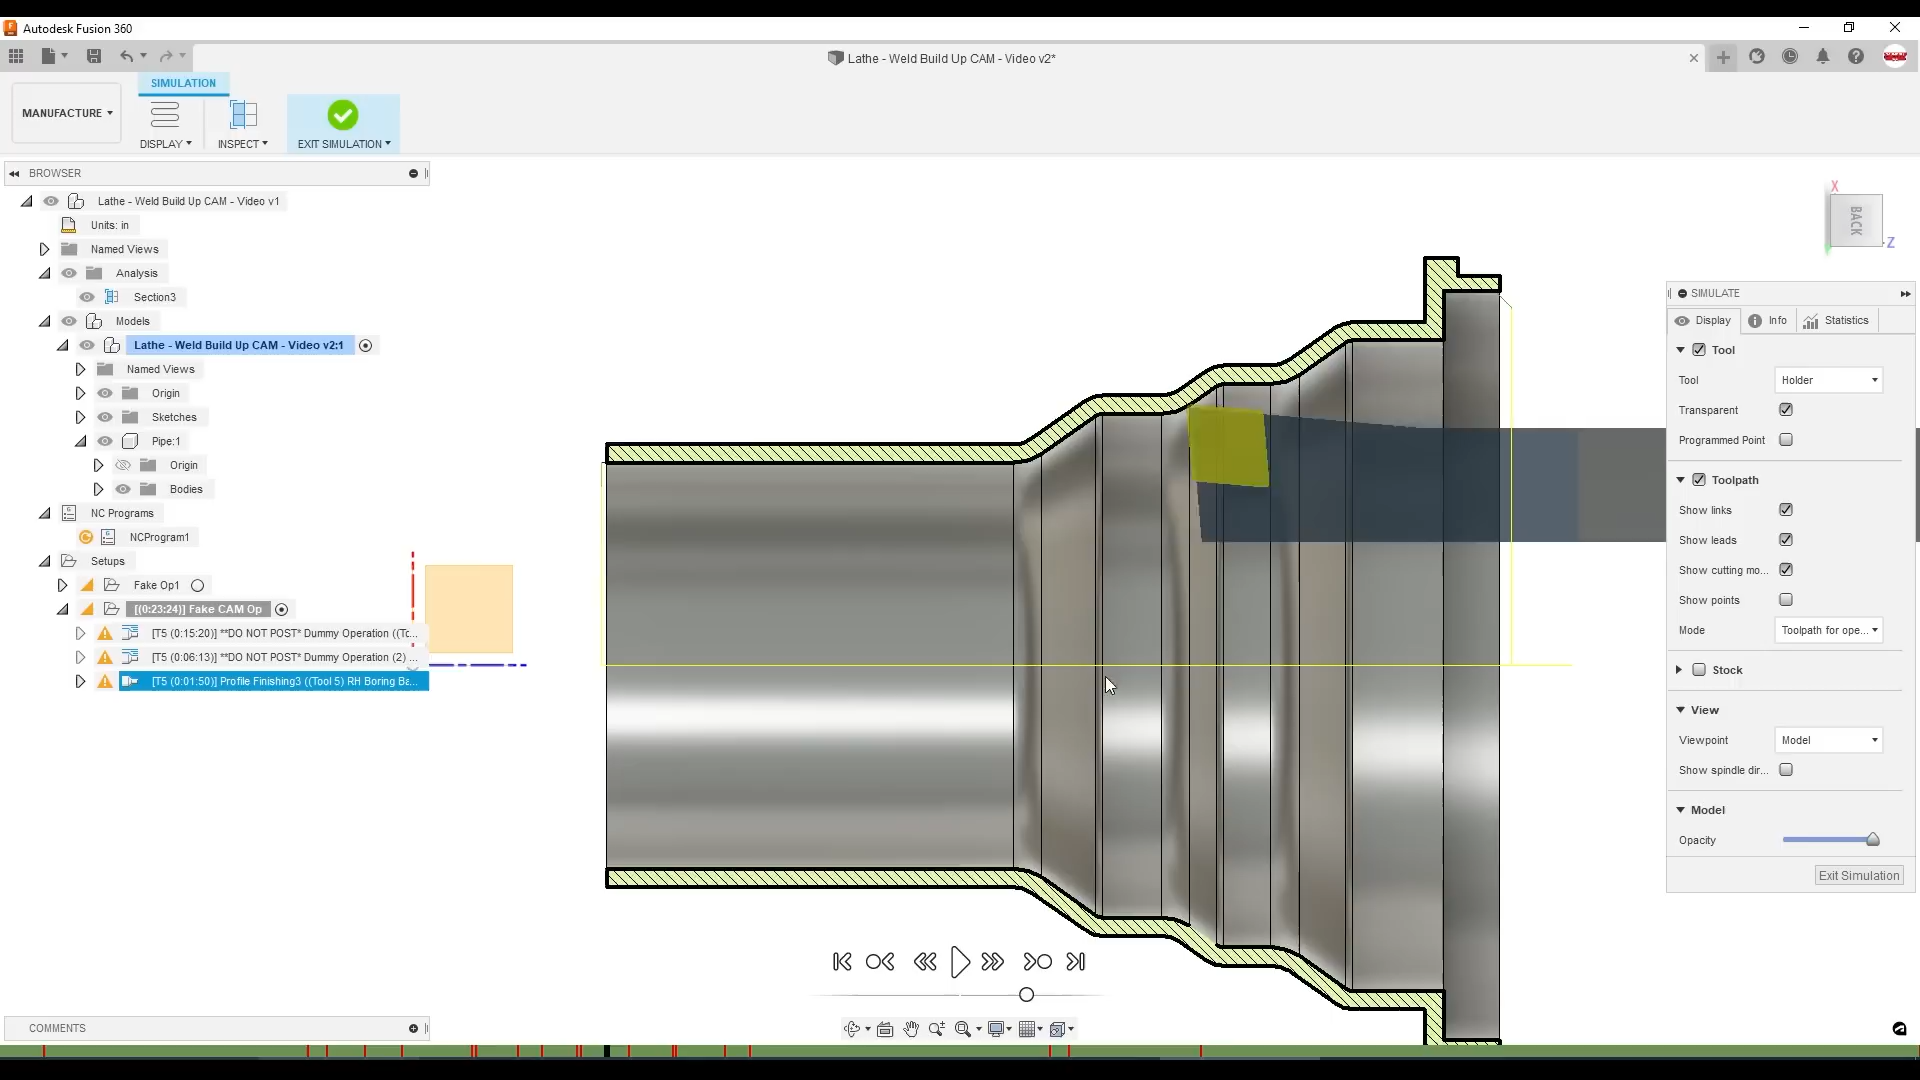 Autodesk Fusion 360
Lathe - Weld Build Up CAM - Video v2*
SIMULATION
MANUFACTURE
DISPLAY
INSPECT
EXIT SIMULATION
BROWSER
Lathe - Weld Build Up CAM - Video v1
Units: in
Named Views
Analysis
Section3
Models
Lathe - Weld Build Up CAM - Video v2:1
Named Views
Origin
Sketches
Pipe:1
Origin
Bodies
NC Programs
NCProgram1
Setups
Fake Op1
[(0:23:24)] Fake CAM Op
[T5 (0:15:20)] **DO NOT POST* Dummy Operation ((To...
[T5 (0:06:13)] **DO NOT POST* Dummy Operation (2) ...
[T5 (0:01:50)] Profile Finishing3 ((Tool 5) RH Boring Ba...
COMMENTS
X
BACK
Z
SIMULATE
Display
Info
Statistics
Tool
Tool Holder
Transparent
Programmed Point
Toolpath
Show links
Show leads
Show cutting mo...
Show points
Mode Toolpath for ope...
Stock
View
Viewpoint Model
Show spindle dir...
Model
Opacity
Exit Simulation